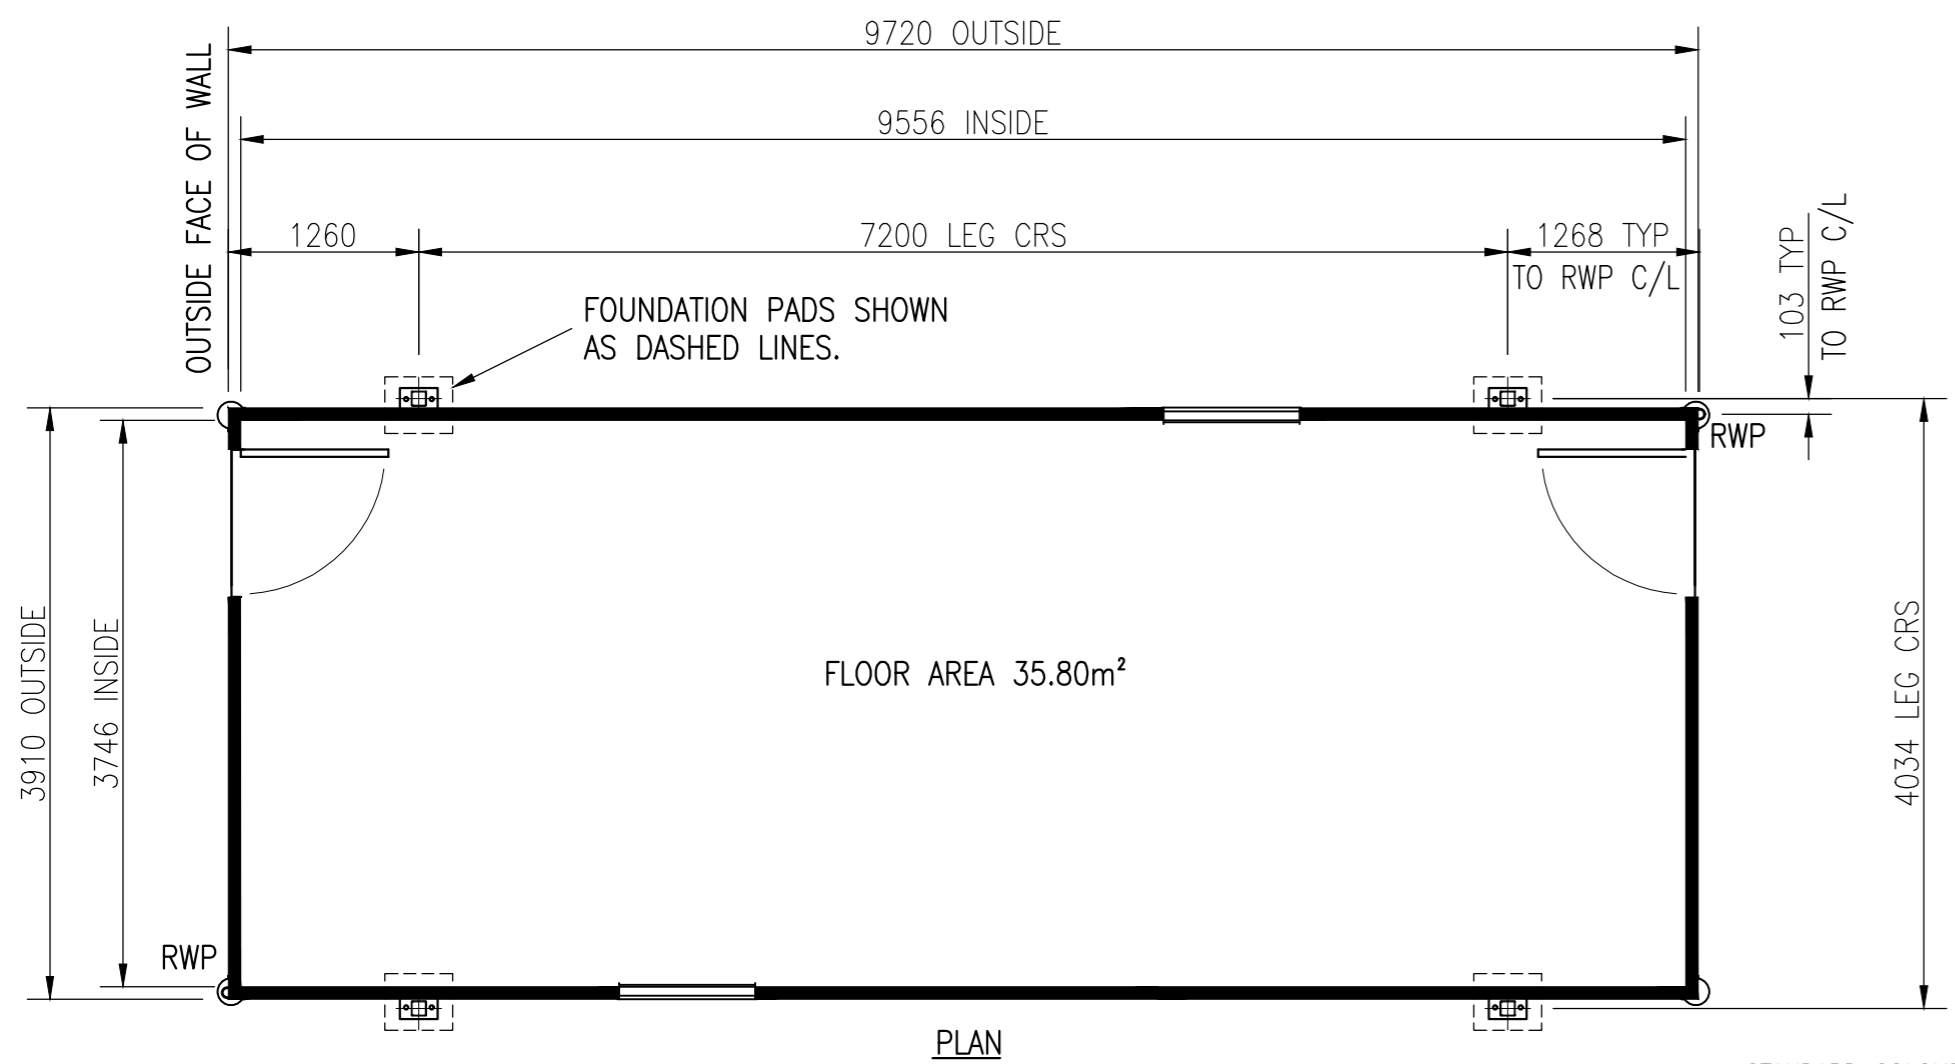 9720 OUTSIDE
OUTSIDE FACE OF WALL
9556 INSIDE
1260
7200 LEG CRS
1268 TYP
TO RWP C/L
103 TYP
TO RWP C/L
FOUNDATION PADS SHOWN
AS DASHED LINES.
RWP
3910 OUTSIDE
3746 INSIDE
FLOOR AREA 35.80m²
4034 LEG CRS
RWP
PLAN